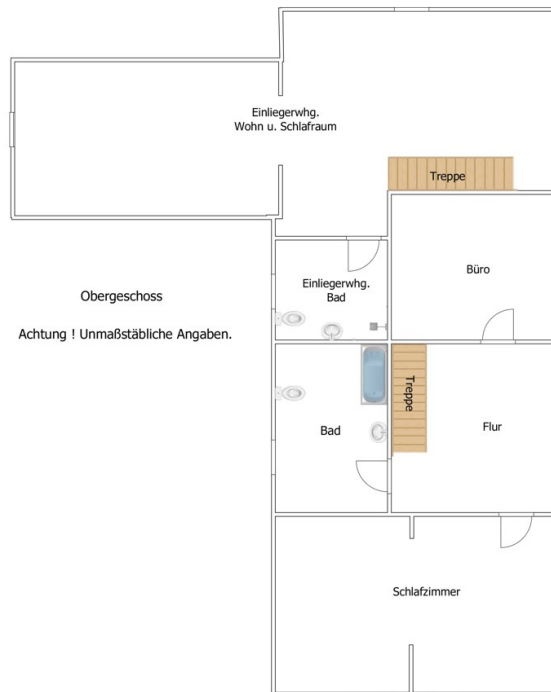 Einliegerwhg.
Wohn u. Schlafraum
Treppe
Einliegerwhg.
Bad
Büro
Obergeschoss
Achtung ! Unmaßstäbliche Angaben.
Treppe
Bad
Flur
Schlafzimmer